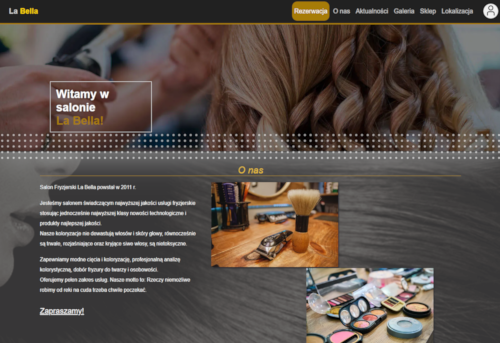 La Bella
Rezerwacja O nas Aktualności Galeria Sklep Lokalizacja
Witamy w
salonie
La Bella!
O nas
Salon Fryzjerski La Bella powstał w 2011 r.
Jesteśmy salonem świadczącym najwyższej jakości usługi fryzjerskie
stosując jednocześnie najwyższej klasy nowości technologiczne i
produkty najlepszej jakości.
Nasze koloryzacje nie dewastują włosów i skóry głowy, równocześnie
są trwałe, rozjaśniające oraz kryjące siwe włosy, są nietoksyczne.
Zapewniamy modne cięcia i koloryzację, profesjonalną analizę
kolorystyczną, dobór fryzury do twarzy i osobowości.
Oferujemy pełen zakres usług. Nasze motto to: Rzeczy niemożliwe
robimy od ręki na cuda trzeba chwilę poczekać.
Zapraszamy!